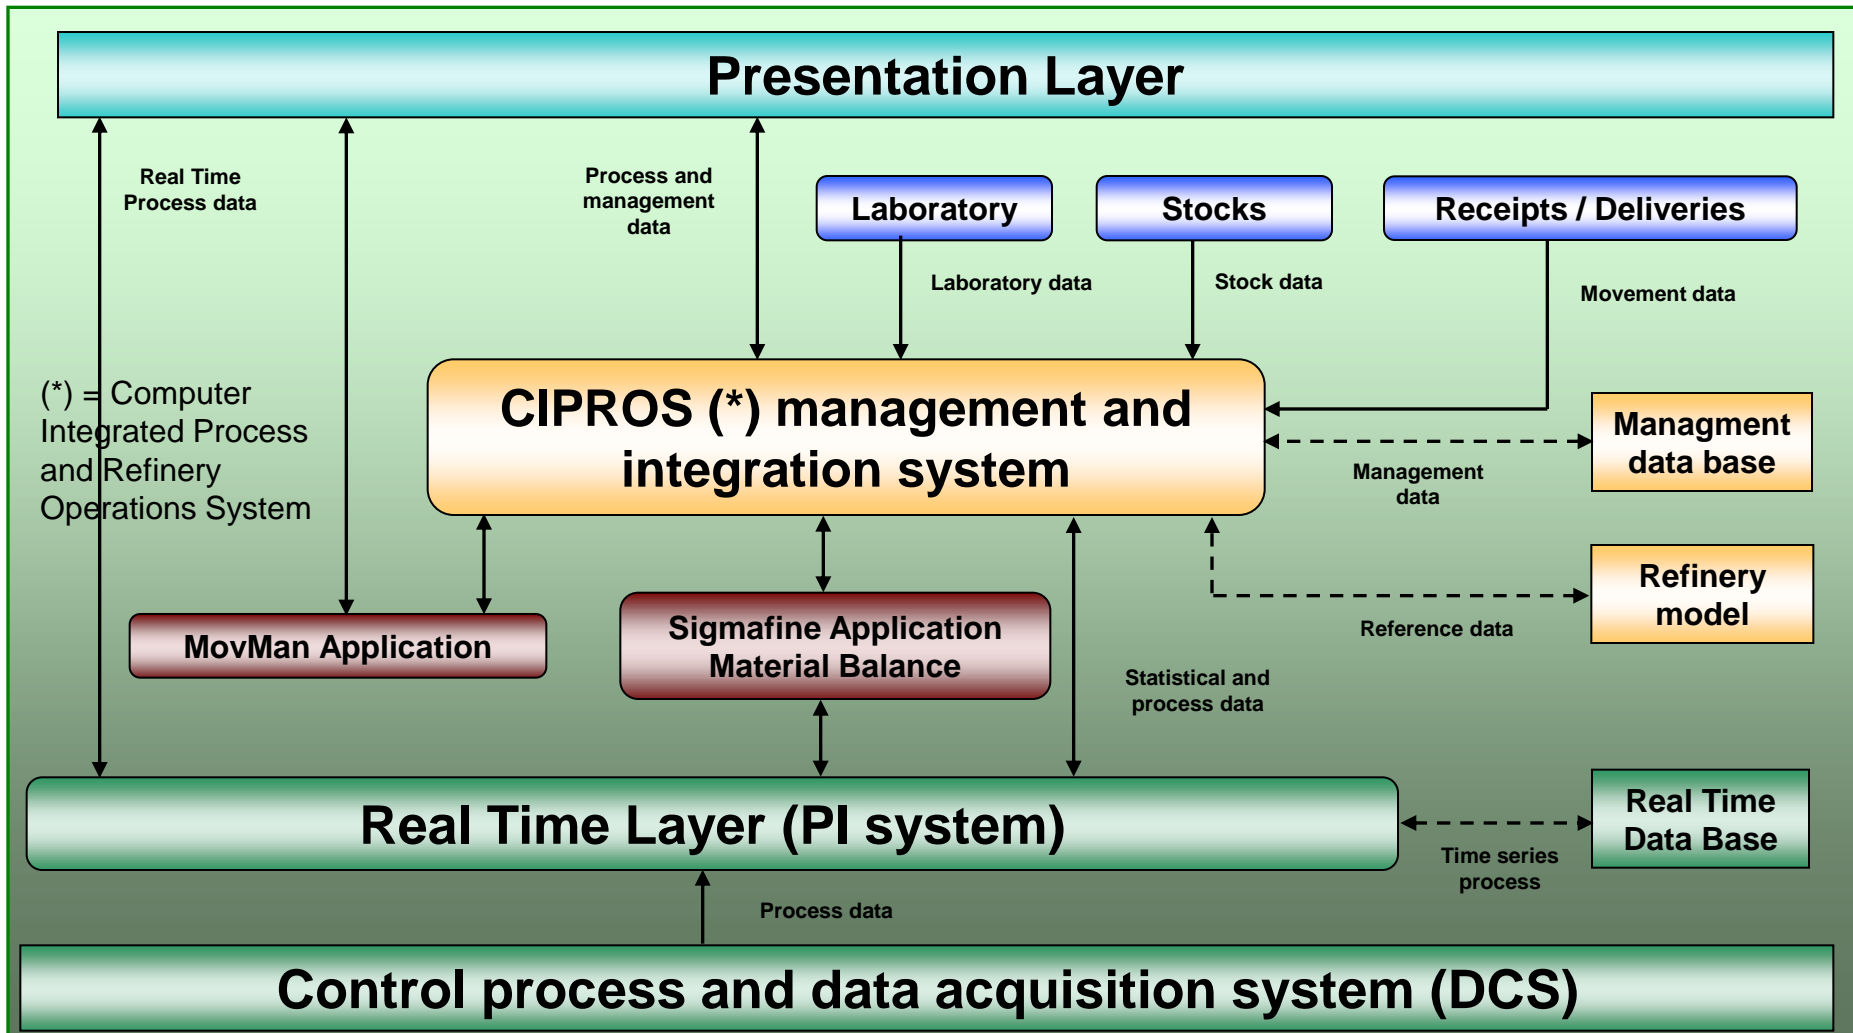 Presentation Layer
Real Time
Process data
Process and
management
data
Laboratory
Stocks
Receipts / Deliveries
Laboratory data
Stock data
Movement data
(*) = Computer
Integrated Process
and Refinery
Operations System
CIPROS (*) management and
integration system
Managment
data base
Management
data
Refinery
model
Reference data
MovMan Application
Sigmafine Application
Material Balance
Statistical and
process data
Real Time Layer (PI system)
Real Time
Data Base
Time series
process
Process data
Control process and data acquisition system (DCS)